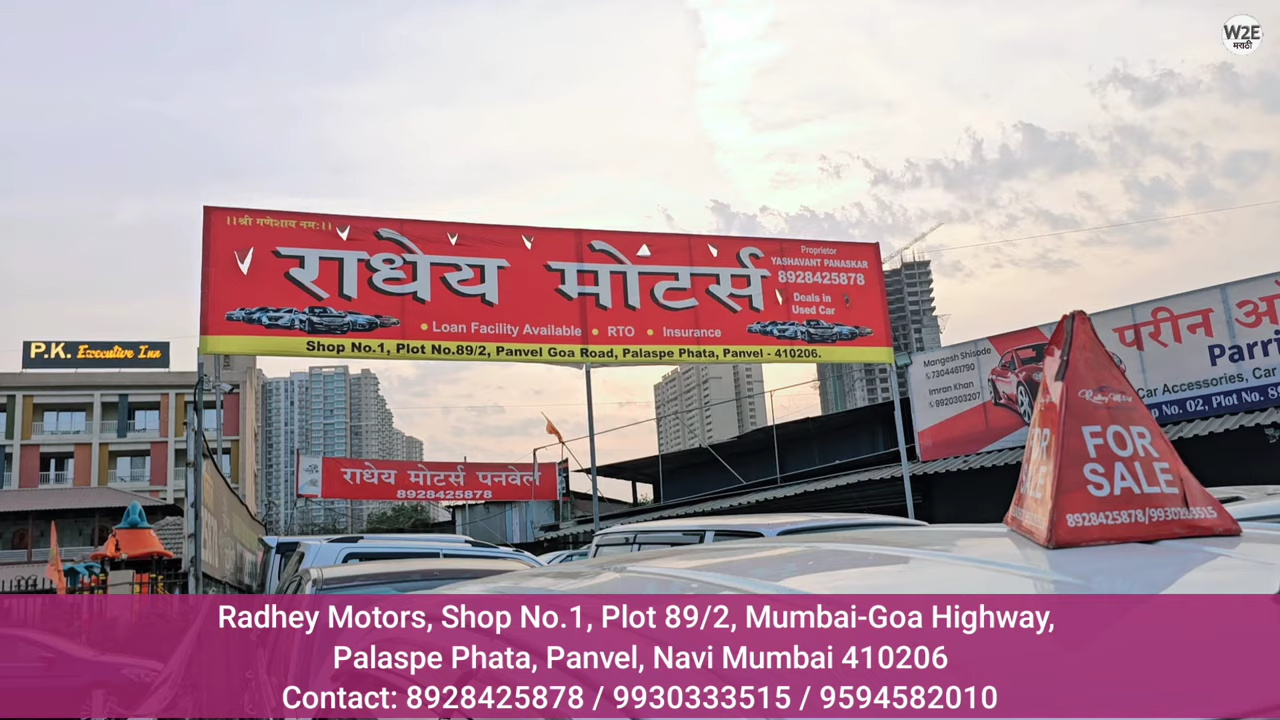 W2E
मराठी
।।श्री गणेशाय नमः।।
राधेय मोटर्स
Proprietor
YASHAVANT PANASKAR
8928425878
Deals in
Used Car
• Loan Facility Available • RTO • Insurance
Shop No.1, Plot No.89/2, Panvel Goa Road, Palaspe Phata, Panvel - 410206.
P.K. Executive Inn
राधेय मोटर्स पनवेल
8928425878
Mangesh Shisode
7304461790
Imran Khan
9920303207
परीन
Car Accessories, Car
No. 02, Plot No.
FOR
SALE
8928425878/
Radhey Motors, Shop No.1, Plot 89/2, Mumbai-Goa Highway,
Palaspe Phata, Panvel, Navi Mumbai 410206
Contact: 8928425878 / 9930333515 / 9594582010